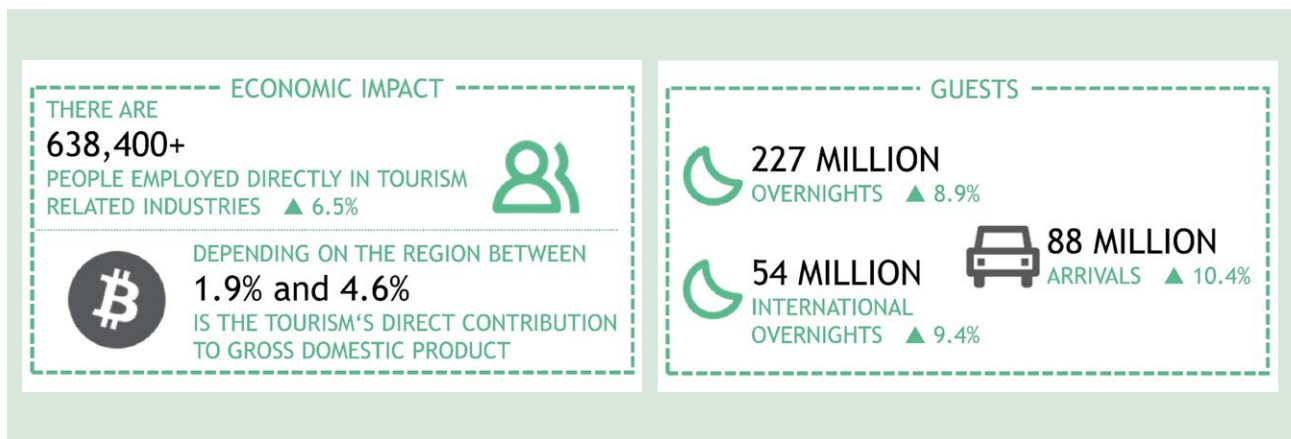 ECONOMIC IMPACT
THERE ARE
638,400+
PEOPLE EMPLOYED DIRECTLY IN TOURISM
RELATED INDUSTRIES ▲ 6.5%
DEPENDING ON THE REGION BETWEEN
1.9% and 4.6%
IS THE TOURISM‘S DIRECT CONTRIBUTION
TO GROSS DOMESTIC PRODUCT
GUESTS
227 MILLION
OVERNIGHTS ▲ 8.9%
88 MILLION
ARRIVALS ▲ 10.4%
54 MILLION
INTERNATIONAL
OVERNIGHTS ▲ 9.4%